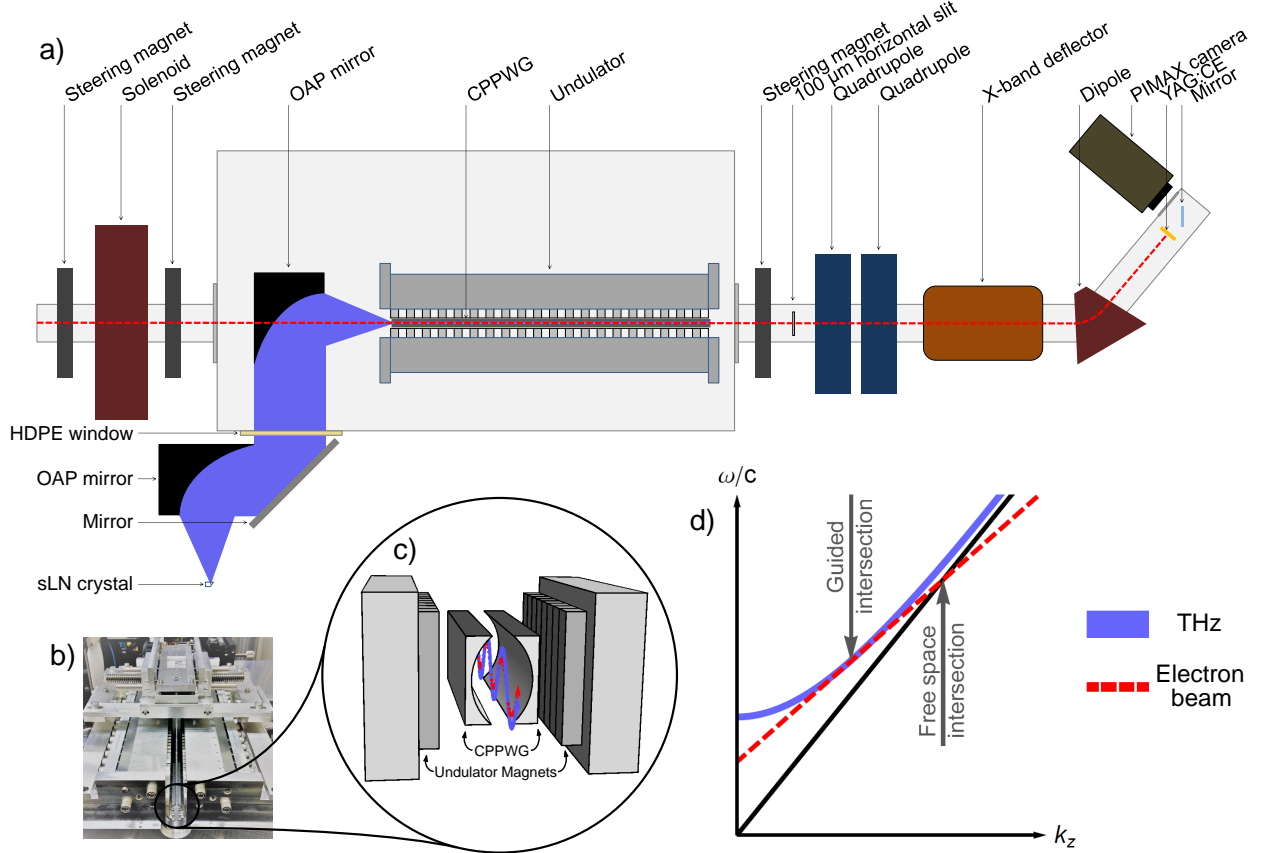 a)
Steering magnet
Solenoid
Steering magnet
OAP mirror
CPPWG
Undulator
Steering magnet
100 μm horizontal slit
Quadrupole
Quadrupole
X-band deflector
Dipole
PIMAX camera
YAG:CE
Mirror
HDPE window
OAP mirror
Mirror
sLN crystal
b)
c)
CPPWG
Undulator Magnets
d)
ω/c
Guided
intersection
Free space
intersection
k_z
THz
Electron
beam